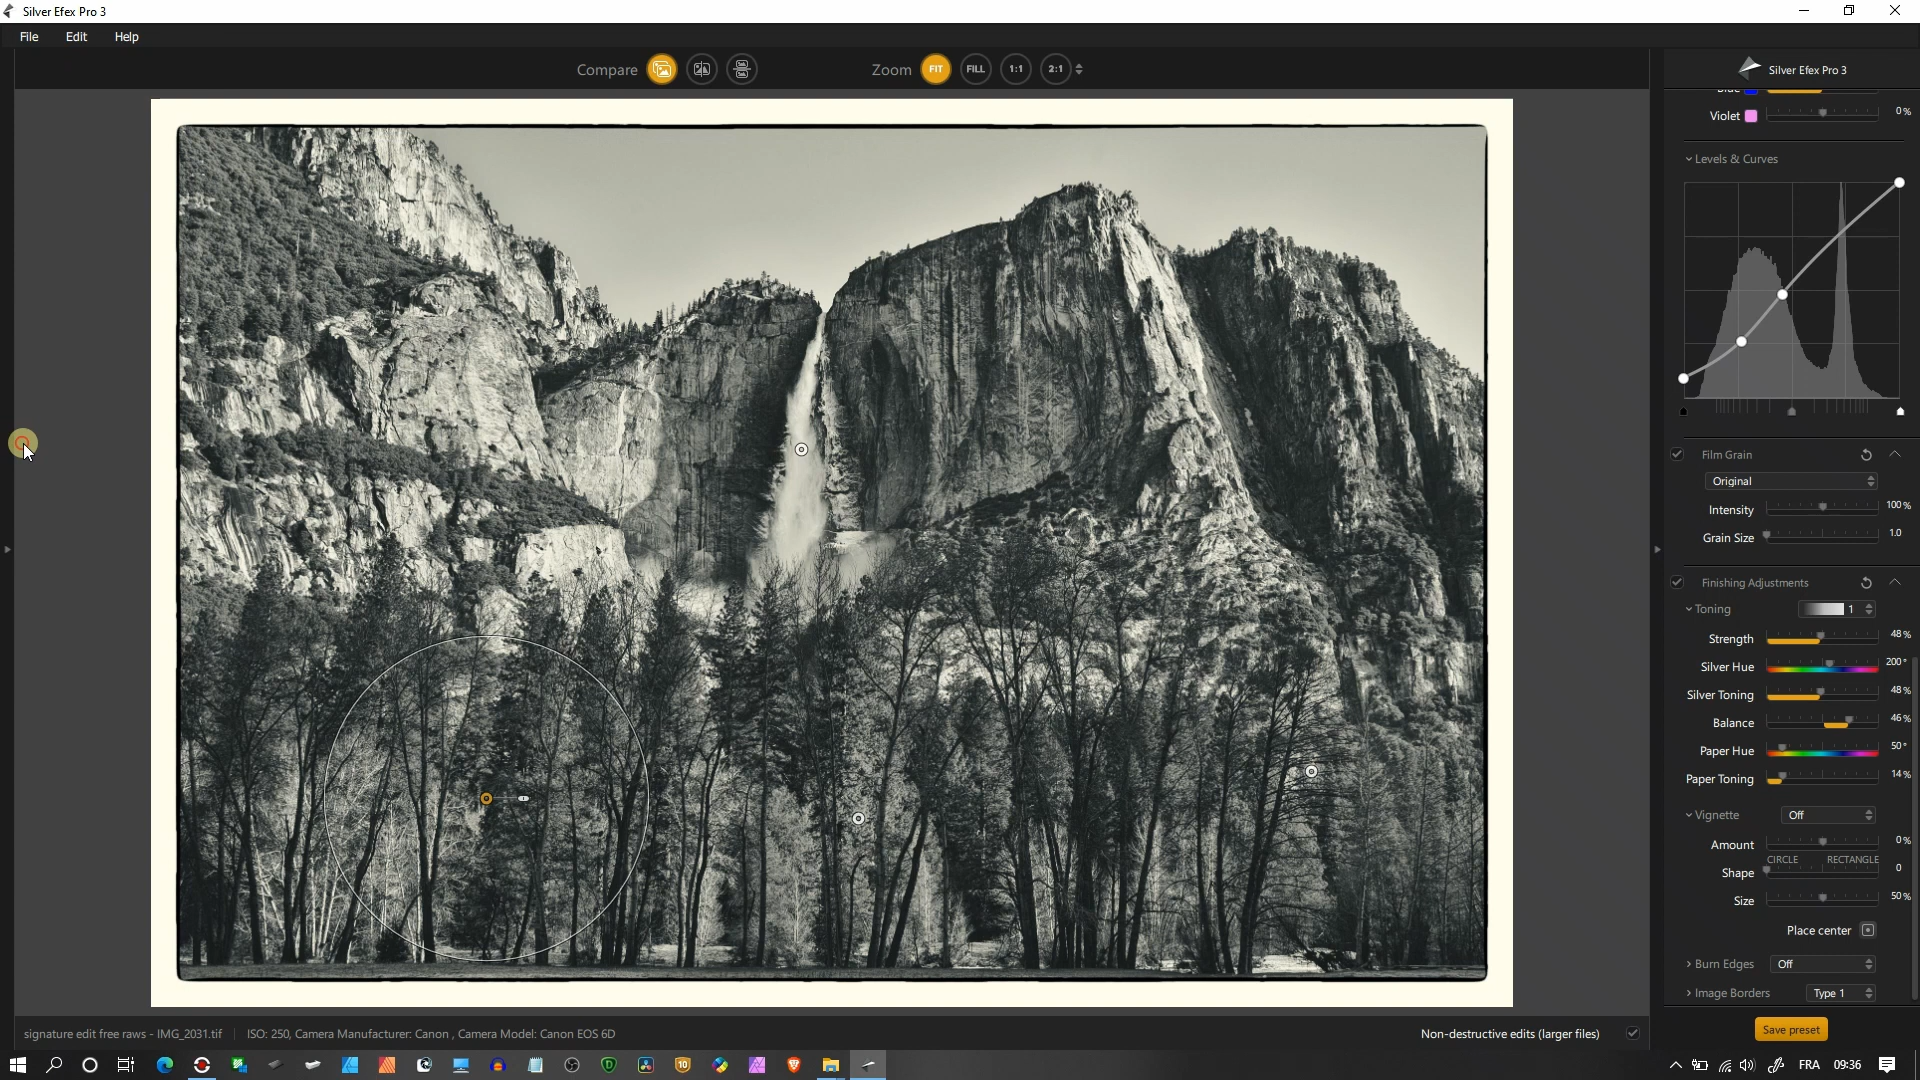 Silver Efex Pro 3
File Edit Help
Compare Zoom FIT FILL 1:1 2:1
Silver Efex Pro 3
Blue
Violet 0%
Levels & Curves
Film Grain
Original
Intensity 100%
Grain Size 1.0
Finishing Adjustments
Toning 1
Strength 48%
Silver Hue 200°
Silver Toning 48%
Balance 46%
Paper Hue 50°
Paper Toning 14%
Vignette Off
Amount 0%
CIRCLE RECTANGLE
Shape 0
Size 50%
Place center
Burn Edges Off
Image Borders Type 1
Save preset
signature edit free raws - IMG_2031.tif ISO: 250, Camera Manufacturer: Canon , Camera Model: Canon EOS 6D Non-destructive edits (larger files)
10 FRA 09:36